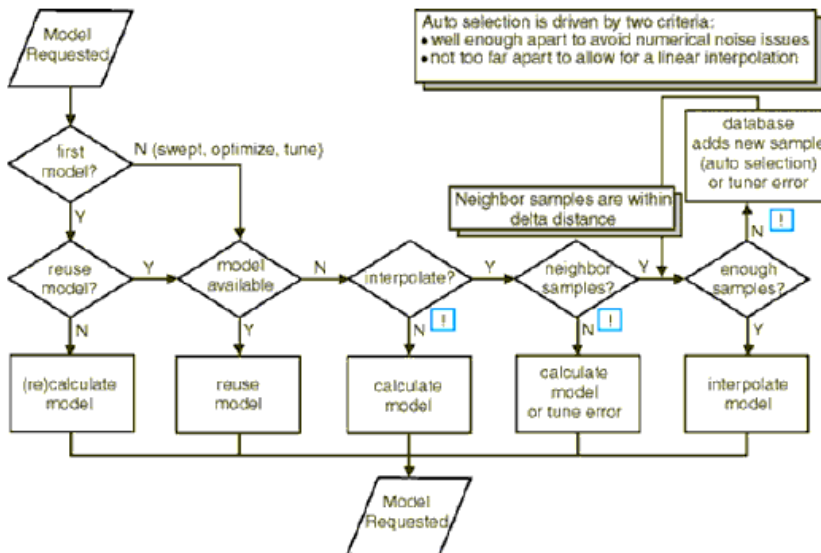 Model
Requested
Auto selection is driven by two criteria:
• well enough apart to avoid numerical noise issues
• not too far apart to allow for a linear interpolation
first
model?
N (swept, optimize, tune)
Y
database
adds new sample
(auto selection)
or tuner error
Neighbor samples are within
delta distance
N
!
reuse
model?
Y
model
available
N
interpolate?
Y
neighbor
samples?
Y
enough
samples?
N
Y
N
!
N
!
Y
(re)calculate
model
reuse
model
calculate
model
calculate
model
or tune error
interpolate
model
Model
Requested